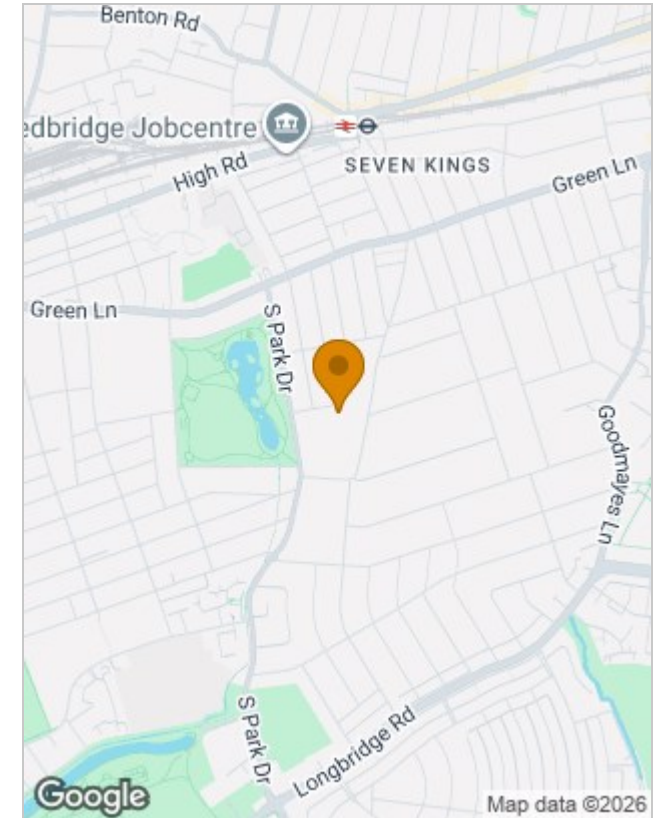 Benton Rd
edbridge Jobcentre
High Rd
SEVEN KINGS
Green Ln
Green Ln
S Park Dr
Goodmayes Ln
S Park Dr
Longbridge Rd
Google
Map data ©2026